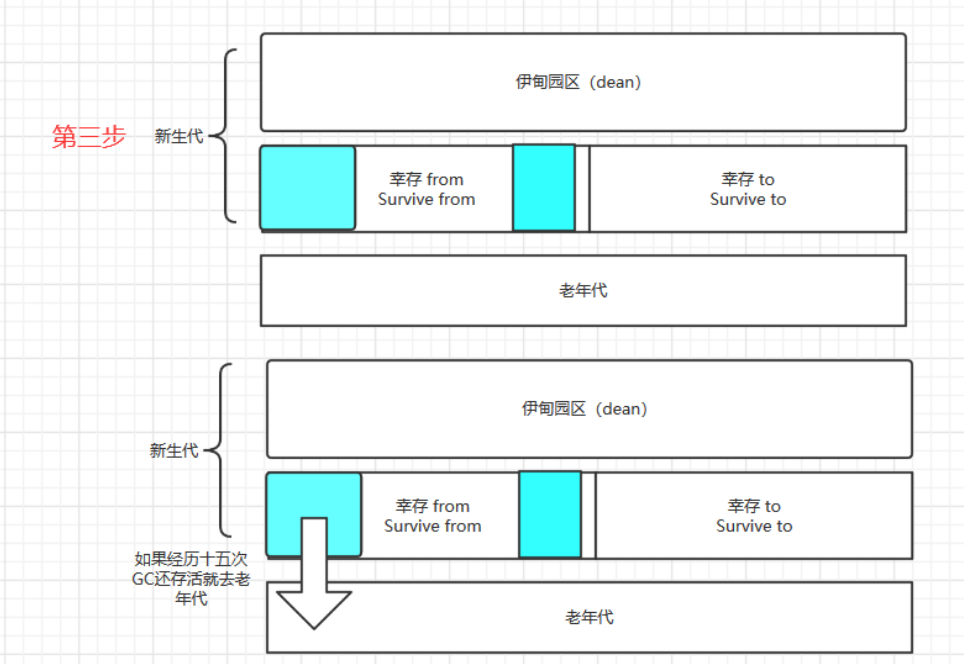 伊甸园区（dean）
第三步
新生代
幸存 from
Survive from
幸存 to
Survive to
老年代
伊甸园区（dean）
新生代
幸存 from
Survive from
幸存 to
Survive to
如果经历十五次
GC还存活就去老
年代
老年代